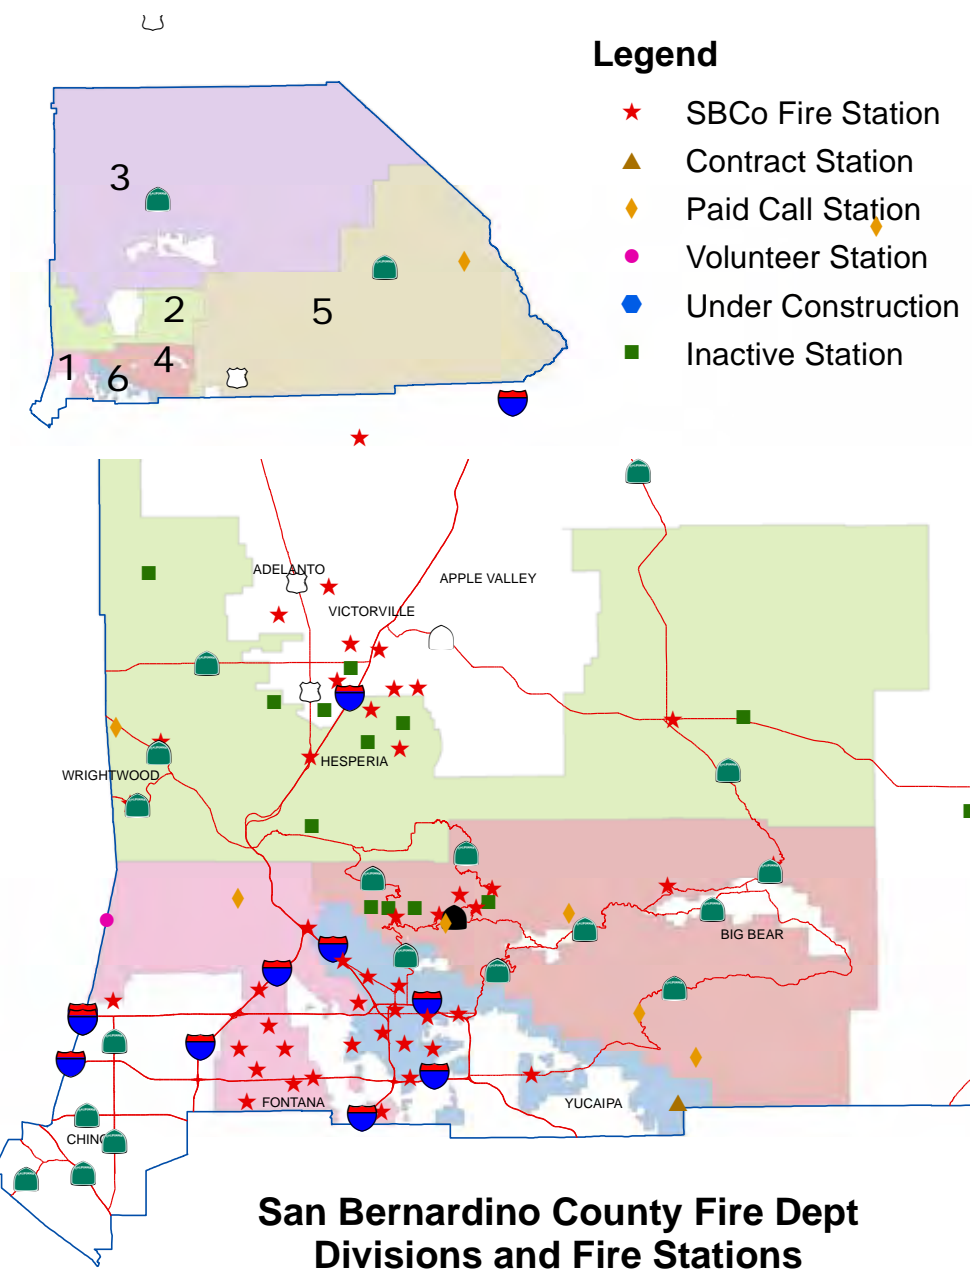 Legend
SBCo Fire Station
Contract Station
Paid Call Station
Volunteer Station
Under Construction
Inactive Station
3
2
5
4
1
6
ADELANTO
APPLE VALLEY
VICTORVILLE
HESPERIA
WRIGHTWOOD
BIG BEAR
FONTANA
YUCAIPA
CHINO
San Bernardino County Fire Dept
Divisions and Fire Stations